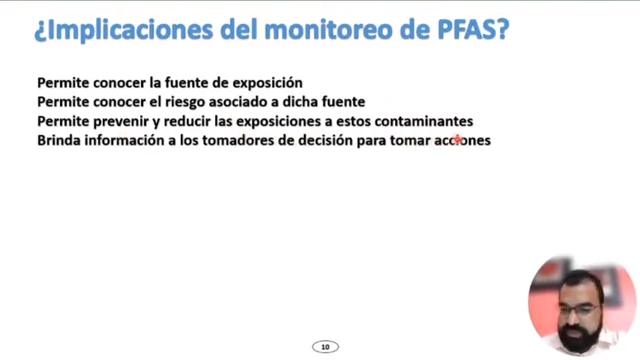 ¿Implicaciones del monitoreo de PFAS?
Permite conocer la fuente de exposición
Permite conocer el riesgo asociado a dicha fuente
Permite prevenir y reducir las exposiciones a estos contaminantes
Brinda información a los tomadores de decisión para tomar acciones
10